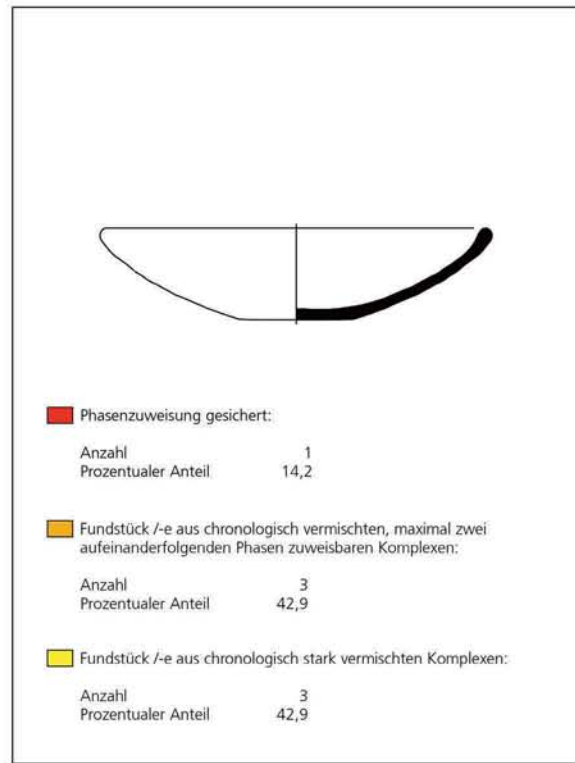 Phasenzuweisung gesichert:
Anzahl 1
Prozentualer Anteil 14,2
Fundstück /-e aus chronologisch vermischten, maximal zwei
aufeinanderfolgenden Phasen zuweisbaren Komplexen:
Anzahl 3
Prozentualer Anteil 42,9
Fundstück /-e aus chronologisch stark vermischten Komplexen:
Anzahl 3
Prozentualer Anteil 42,9